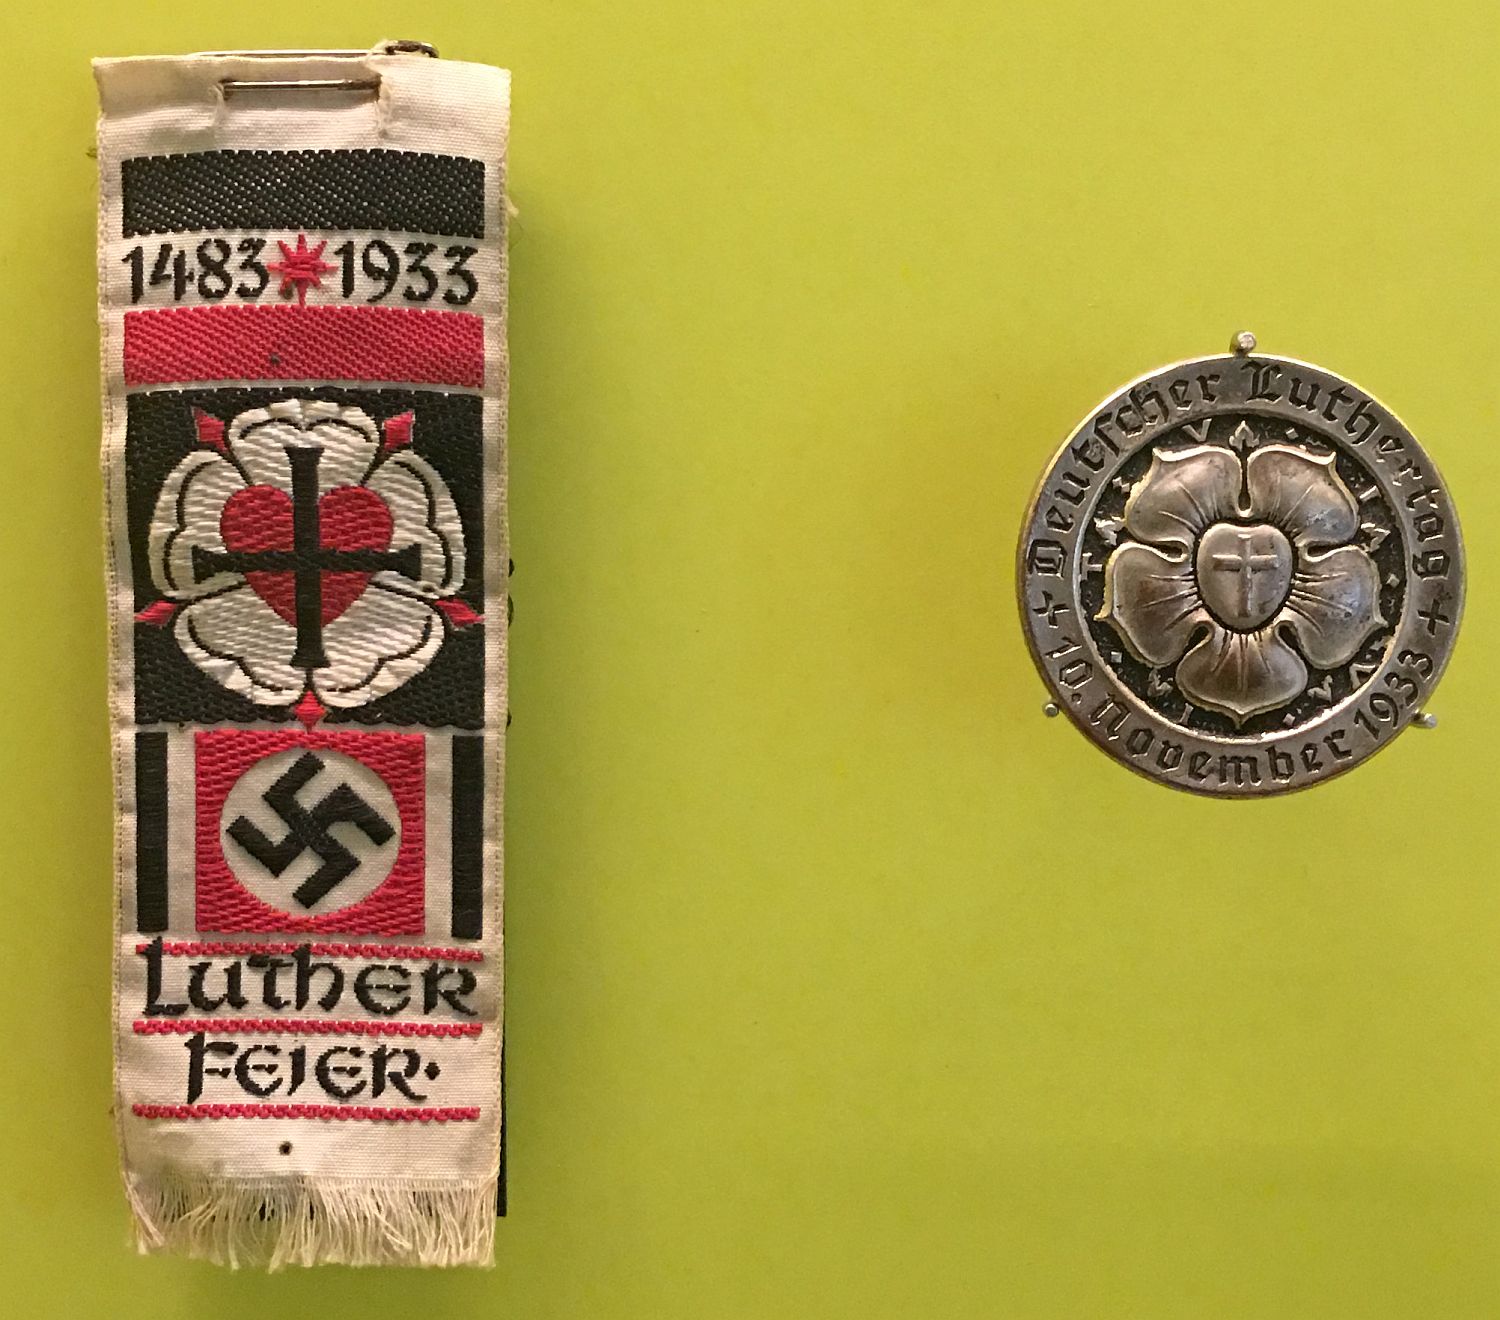 1483 * 1933
LUTHER
FEIER·
Deutscher Luthertag
+ 10. November 1933 +
V I V I T